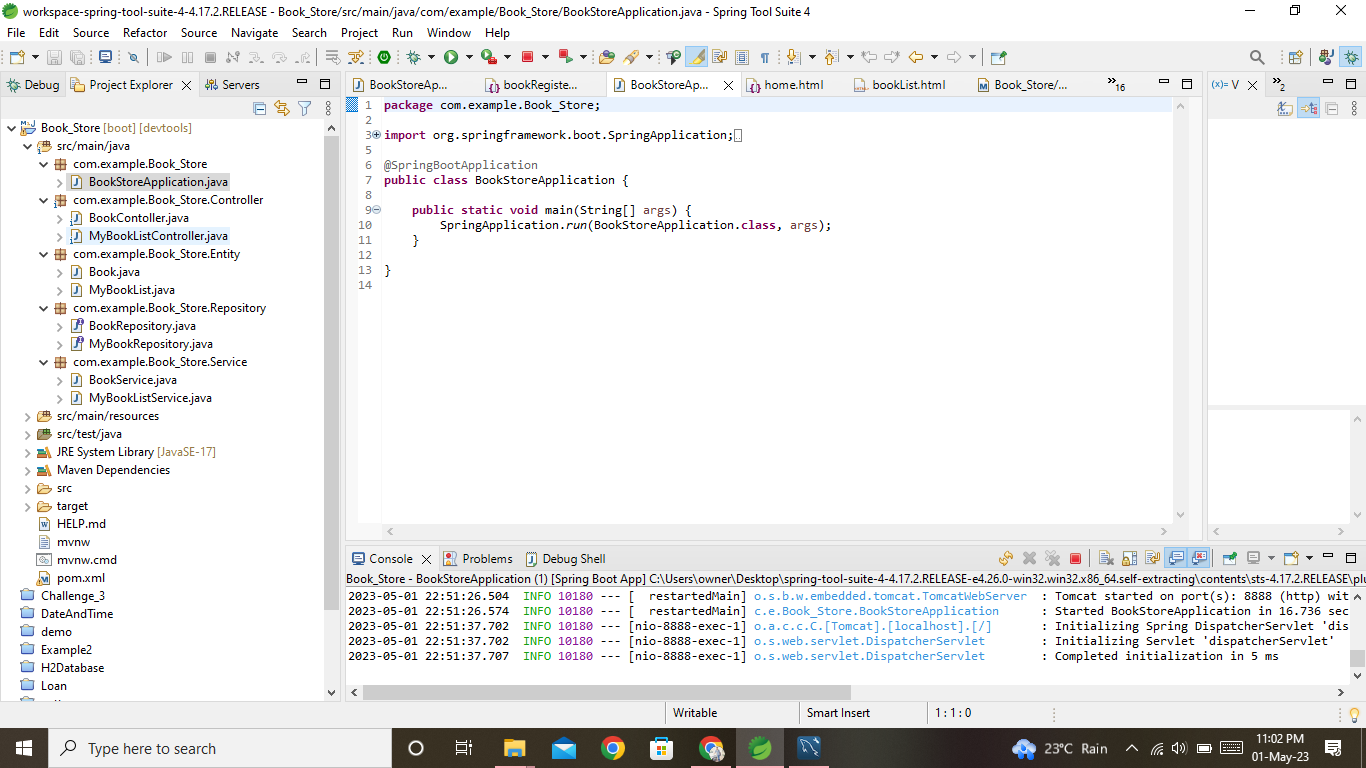 workspace-spring-tool-suite-4-4.17.2.RELEASE - Book_Store/src/main/java/com/example/Book_Store/BookStoreApplication.java - Spring Tool Suite 4
File Edit Source Refactor Source Navigate Search Project Run Window Help
Debug Project Explorer Servers
Book_Store [boot] [devtools]
src/main/java
com.example.Book_Store
BookStoreApplication.java
com.example.Book_Store.Controller
BookContoller.java
MyBookListController.java
com.example.Book_Store.Entity
Book.java
MyBookList.java
com.example.Book_Store.Repository
BookRepository.java
MyBookRepository.java
com.example.Book_Store.Service
BookService.java
MyBookListService.java
src/main/resources
src/test/java
JRE System Library [JavaSE-17]
Maven Dependencies
src
target
HELP.md
mvnw
mvnw.cmd
pom.xml
Challenge_3
DateAndTime
demo
Example2
H2Database
Loan
BookStoreAp... bookRegiste... BookStoreAp... home.html bookList.html Book_Store/... 16
1 package com.example.Book_Store;
2
3 import org.springframework.boot.SpringApplication;
5
6 @SpringBootApplication
7 public class BookStoreApplication {
8
9 public static void main(String[] args) {
10 SpringApplication.run(BookStoreApplication.class, args);
11 }
12
13 }
14
(x)= V 2
Console Problems Debug Shell
Book_Store - BookStoreApplication (1) [Spring Boot App] C:\Users\owner\Desktop\spring-tool-suite-4-4.17.2.RELEASE-e4.26.0-win32.win32.x86_64.self-extracting\contents\sts-4.17.2.RELEASE\plu
2023-05-01 22:51:26.504 INFO 10180 --- [ restartedMain] o.s.b.w.embedded.tomcat.TomcatWebServer : Tomcat started on port(s): 8888 (http) wit
2023-05-01 22:51:26.574 INFO 10180 --- [ restartedMain] c.e.Book_Store.BookStoreApplication : Started BookStoreApplication in 16.736 sec
2023-05-01 22:51:37.702 INFO 10180 --- [nio-8888-exec-1] o.a.c.c.C.[Tomcat].[localhost].[/] : Initializing Spring DispatcherServlet 'dis
2023-05-01 22:51:37.702 INFO 10180 --- [nio-8888-exec-1] o.s.web.servlet.DispatcherServlet : Initializing Servlet 'dispatcherServlet'
2023-05-01 22:51:37.707 INFO 10180 --- [nio-8888-exec-1] o.s.web.servlet.DispatcherServlet : Completed initialization in 5 ms
Writable Smart Insert 1 : 1 : 0
Type here to search
23°C Rain
11:02 PM
01-May-23